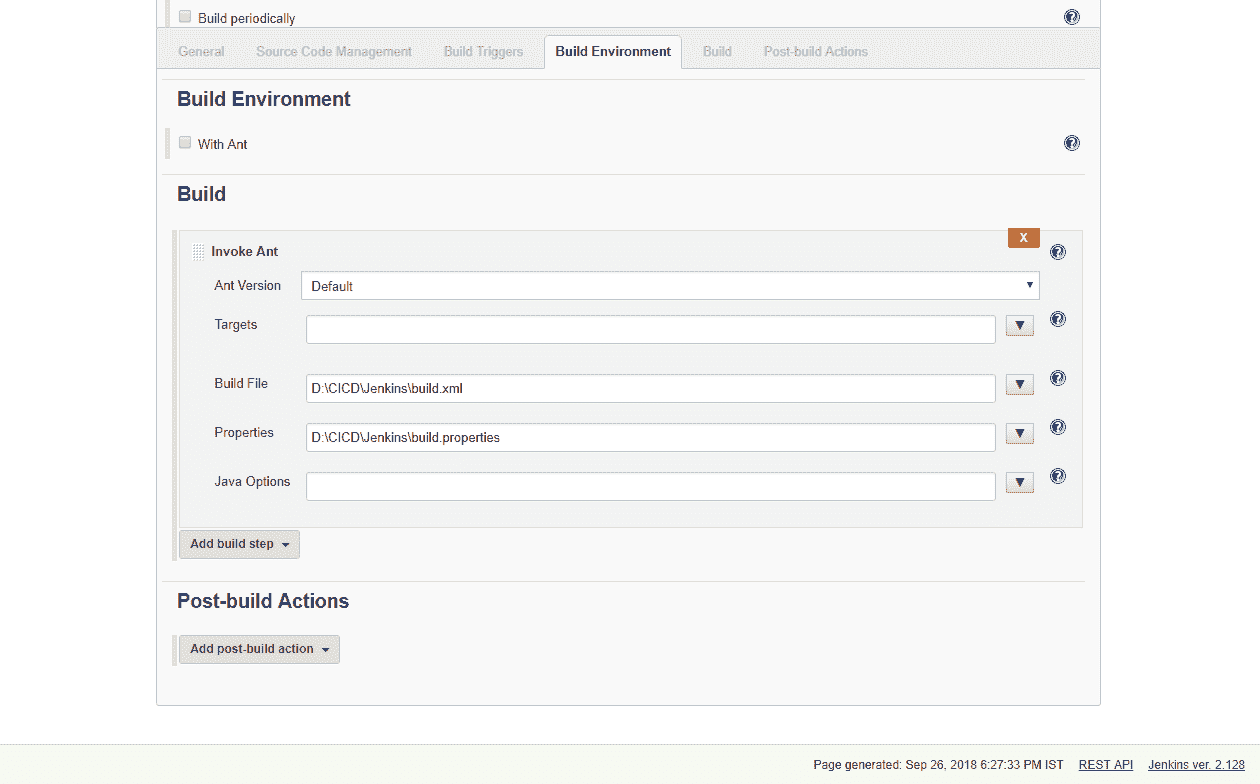 Build periodically
General Source Code Management Build Triggers Build Environment Build Post-build Actions
Build Environment
With Ant
Build
X
Invoke Ant
Ant Version Default
Targets
Build File D:\CICD\Jenkins\build.xml
Properties D:\CICD\Jenkins\build.properties
Java Options
Add build step
Post-build Actions
Add post-build action
Page generated: Sep 26, 2018 6:27:33 PM IST REST API Jenkins ver. 2.128